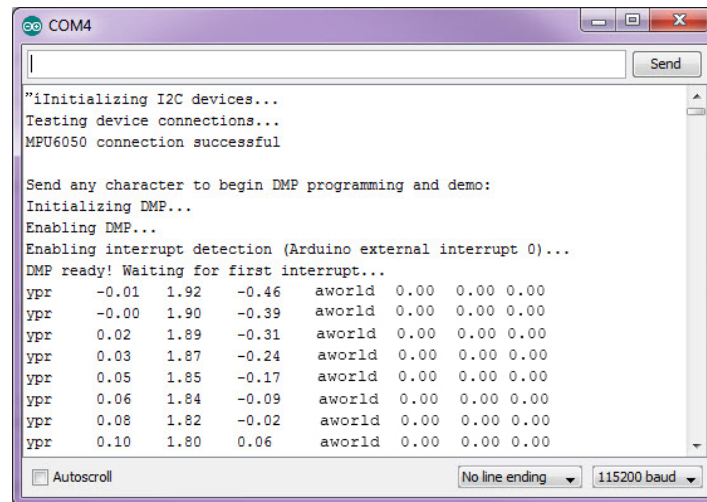 COM4
Send
”íInitializing I2C devices...
Testing device connections...
MPU6050 connection successful
Send any character to begin DMP programming and demo:
Initializing DMP...
Enabling DMP...
Enabling interrupt detection (Arduino external interrupt 0)...
DMP ready! Waiting for first interrupt...
ypr -0.01 1.92 -0.46 aworld 0.00 0.00 0.00
ypr -0.00 1.90 -0.39 aworld 0.00 0.00 0.00
ypr 0.02 1.89 -0.31 aworld 0.00 0.00 0.00
ypr 0.03 1.87 -0.24 aworld 0.00 0.00 0.00
ypr 0.05 1.85 -0.17 aworld 0.00 0.00 0.00
ypr 0.06 1.84 -0.09 aworld 0.00 0.00 0.00
ypr 0.08 1.82 -0.02 aworld 0.00 0.00 0.00
ypr 0.10 1.80 0.06 aworld 0.00 0.00 0.00
Autoscroll No line ending 115200 baud